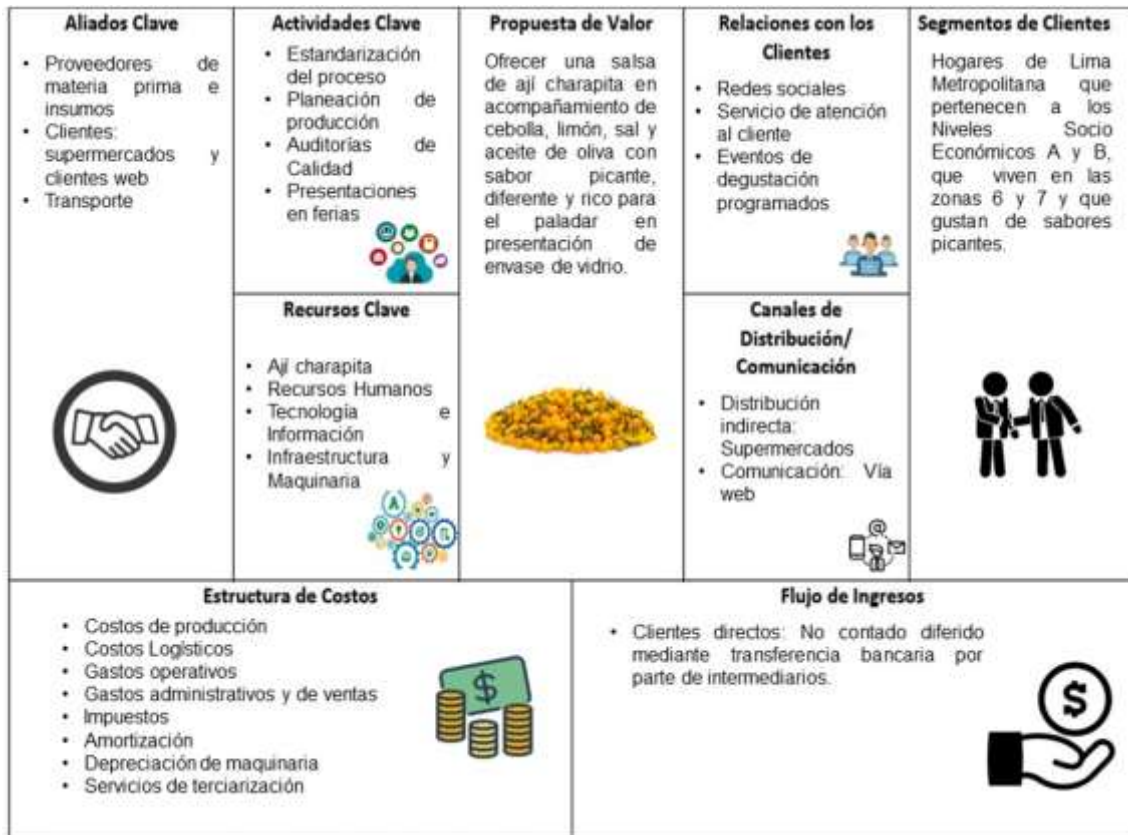 Aliados Clave
• Proveedores de
materia prima e
insumos
• Clientes:
supermercados y
clientes web
• Transporte
Actividades Clave
• Estandarización
del proceso
• Planeación de
producción
• Auditorías de
Calidad
• Presentaciones
en ferias
Recursos Clave
• Ají charapita
• Recursos Humanos
• Tecnología e
Información
• Infraestructura y
Maquinaria
Propuesta de Valor
Ofrecer una salsa
de ají charapita en
acompañamiento de
cebolla, limón, sal y
aceite de oliva con
sabor picante,
diferente y rico para
el paladar en
presentación de
envase de vidrio.
Relaciones con los
Clientes
• Redes sociales
• Servicio de atención
al cliente
• Eventos de
degustación
programados
Canales de
Distribución/
Comunicación
• Distribución
indirecta:
Supermercados
• Comunicación: Vía
web
Segmentos de Clientes
Hogares de Lima
Metropolitana que
pertenecen a los
Niveles Socio
Económicos A y B,
que viven en las
zonas 6 y 7 y que
gustan de sabores
picantes.
Estructura de Costos
• Costos de producción
• Costos Logísticos
• Gastos operativos
• Gastos administrativos y de ventas
• Impuestos
• Amortización
• Depreciación de maquinaria
• Servicios de terciarización
$
Flujo de Ingresos
• Clientes directos: No contado diferido
mediante transferencia bancaria por
parte de intermediarios.
$